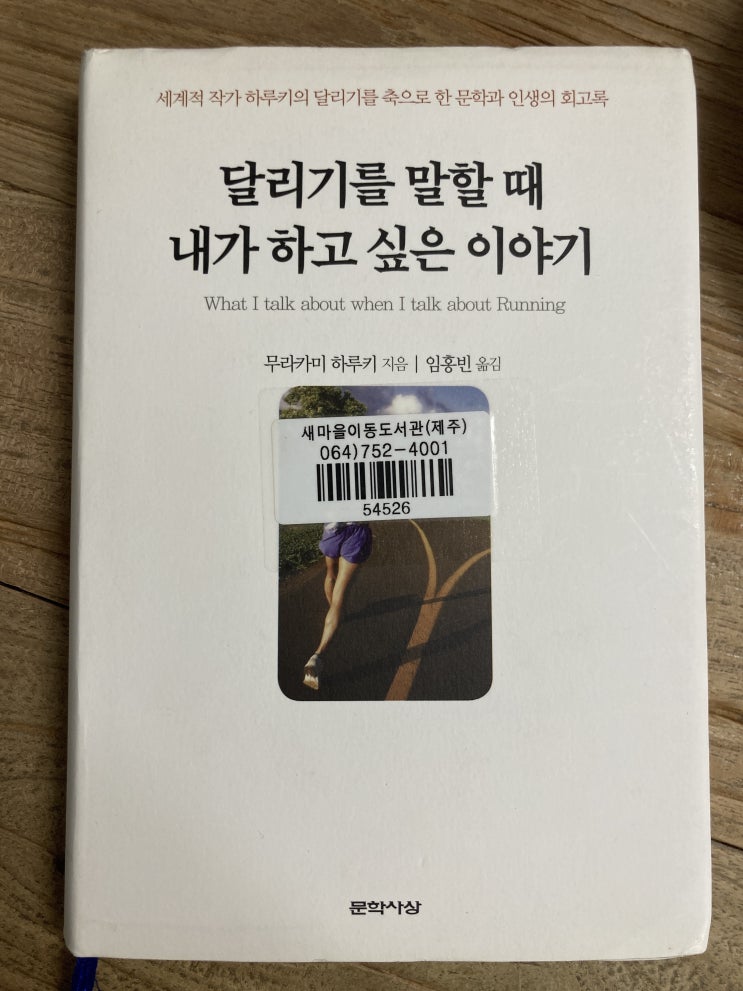 세계적 작가 하루키의 달리기를 축으로 한 문학과 인생의 회고록
달리기를 말할 때
내가 하고 싶은 이야기
What I talk about when I talk about Running
무라카미 하루키 지음 | 임홍빈 옮김
새마을이동도서관(제주)
064)752-4001
54526
문학사상